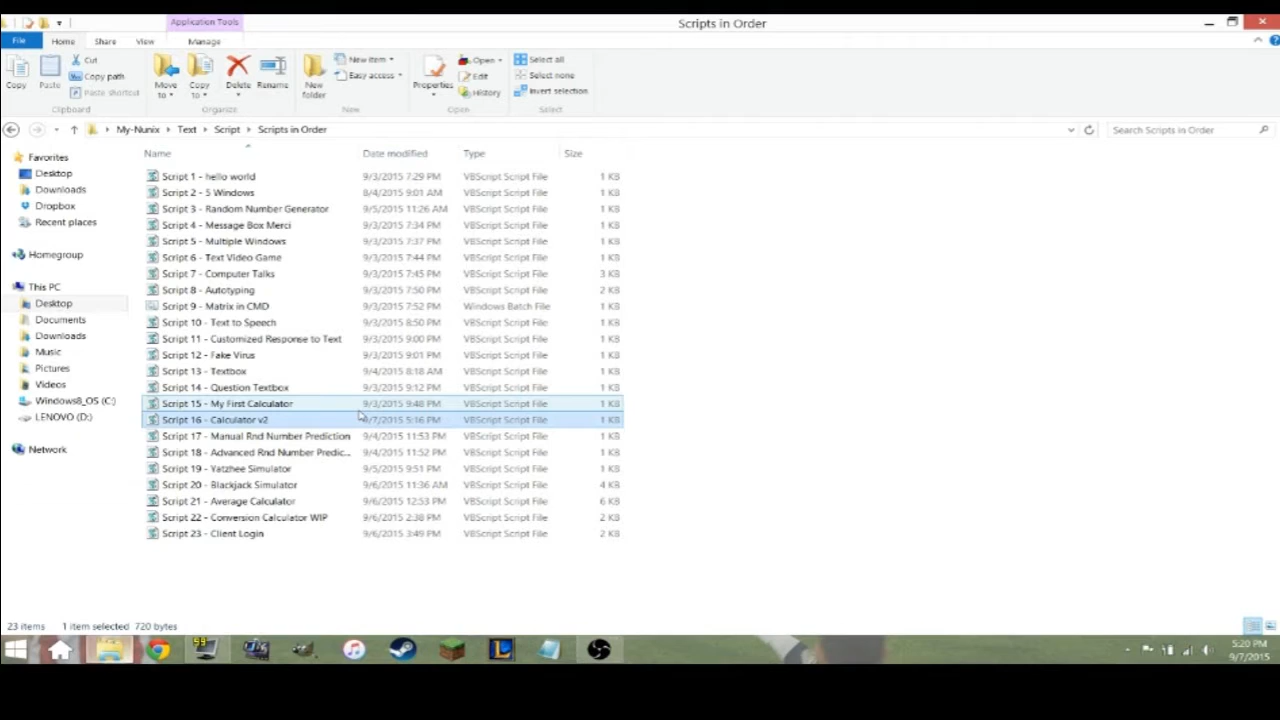 Application Tools
Scripts in Order
File Home Share View Manage
Copy
Paste
Cut
Copy path
Paste shortcut
Clipboard
Move to
Copy to
Delete
Rename
Organize
New folder
New item
Easy access
New
Properties
Open
Edit
History
Open
Select all
Select none
Invert selection
Select
My-Nunix Text Script Scripts in Order
Search Scripts in Order
Favorites
Desktop
Downloads
Dropbox
Recent places
Homegroup
This PC
Desktop
Documents
Downloads
Music
Pictures
Videos
Windows8_OS (C:)
LENOVO (D:)
Network
Name Date modified Type Size
Script 1 - hello world 9/3/2015 7:29 PM VBScript Script File 1 KB
Script 2 - 5 Windows 8/4/2015 9:01 AM VBScript Script File 1 KB
Script 3 - Random Number Generator 9/5/2015 11:26 AM VBScript Script File 1 KB
Script 4 - Message Box Merci 9/3/2015 7:34 PM VBScript Script File 1 KB
Script 5 - Multiple Windows 9/3/2015 7:37 PM VBScript Script File 1 KB
Script 6 - Text Video Game 9/3/2015 7:44 PM VBScript Script File 1 KB
Script 7 - Computer Talks 9/3/2015 7:45 PM VBScript Script File 3 KB
Script 8 - Autotyping 9/3/2015 7:50 PM VBScript Script File 2 KB
Script 9 - Matrix in CMD 9/3/2015 7:52 PM Windows Batch File 1 KB
Script 10 - Text to Speech 9/3/2015 8:50 PM VBScript Script File 1 KB
Script 11 - Customized Response to Text 9/3/2015 9:00 PM VBScript Script File 1 KB
Script 12 - Fake Virus 9/3/2015 9:01 PM VBScript Script File 1 KB
Script 13 - Textbox 9/4/2015 8:18 AM VBScript Script File 1 KB
Script 14 - Question Textbox 9/3/2015 9:12 PM VBScript Script File 1 KB
Script 15 - My First Calculator 9/3/2015 9:48 PM VBScript Script File 1 KB
Script 16 - Calculator v2 9/7/2015 5:16 PM VBScript Script File 1 KB
Script 17 - Manual Rnd Number Prediction 9/4/2015 11:53 PM VBScript Script File 1 KB
Script 18 - Advanced Rnd Number Predic... 9/4/2015 11:52 PM VBScript Script File 1 KB
Script 19 - Yatzhee Simulator 9/5/2015 9:51 PM VBScript Script File 1 KB
Script 20 - Blackjack Simulator 9/6/2015 11:36 AM VBScript Script File 4 KB
Script 21 - Average Calculator 9/6/2015 12:53 PM VBScript Script File 6 KB
Script 22 - Conversion Calculator WIP 9/6/2015 2:38 PM VBScript Script File 2 KB
Script 23 - Client Login 9/6/2015 3:49 PM VBScript Script File 2 KB
23 items 1 item selected 720 bytes
5:20 PM
9/7/2015